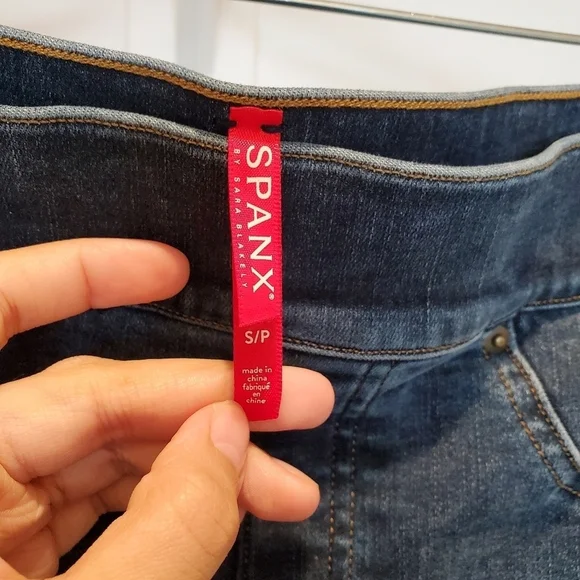 SPANX®
BY SARA BLAKELY
S/P
made in
china
fabriqué
en
chine